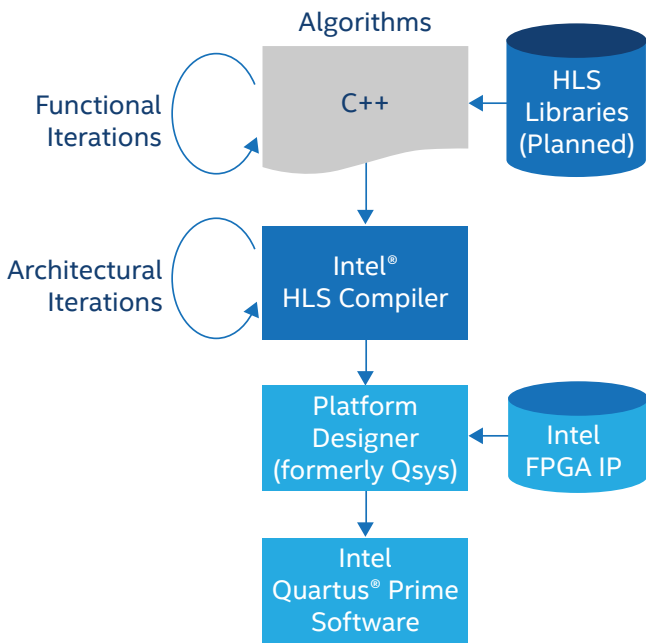 Algorithms
C++
HLS
Libraries
(Planned)
Functional
Iterations
Intel®
HLS Compiler
Architectural
Iterations
Platform
Designer
(formerly Qsys)
Intel
FPGA IP
Intel
Quartus® Prime
Software